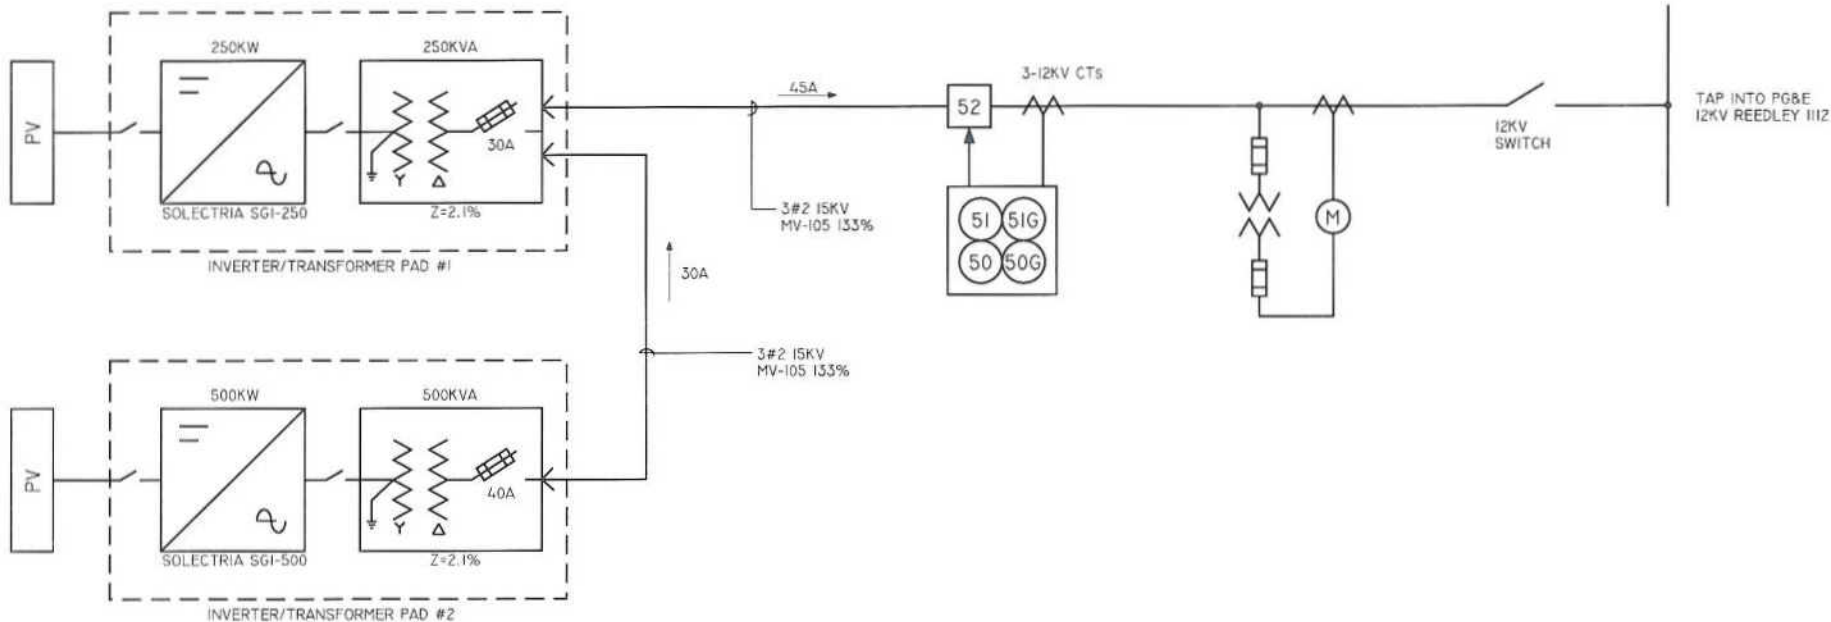 250KW
250KVA
PV
30A
Y Δ
SOLECTRIA SGI-250
Z=2.1%
INVERTER/TRANSFORMER PAD #1
45A
3#2 15KV
MV-105 133%
30A
3#2 15KV
MV-105 133%
52
3-12KV CTs
51 51G
50 50G
M
12KV
SWITCH
TAP INTO PG&E
12KV REEDLEY 1112
500KW
500KVA
PV
40A
Y Δ
SOLECTRIA SGI-500
Z=2.1%
INVERTER/TRANSFORMER PAD #2